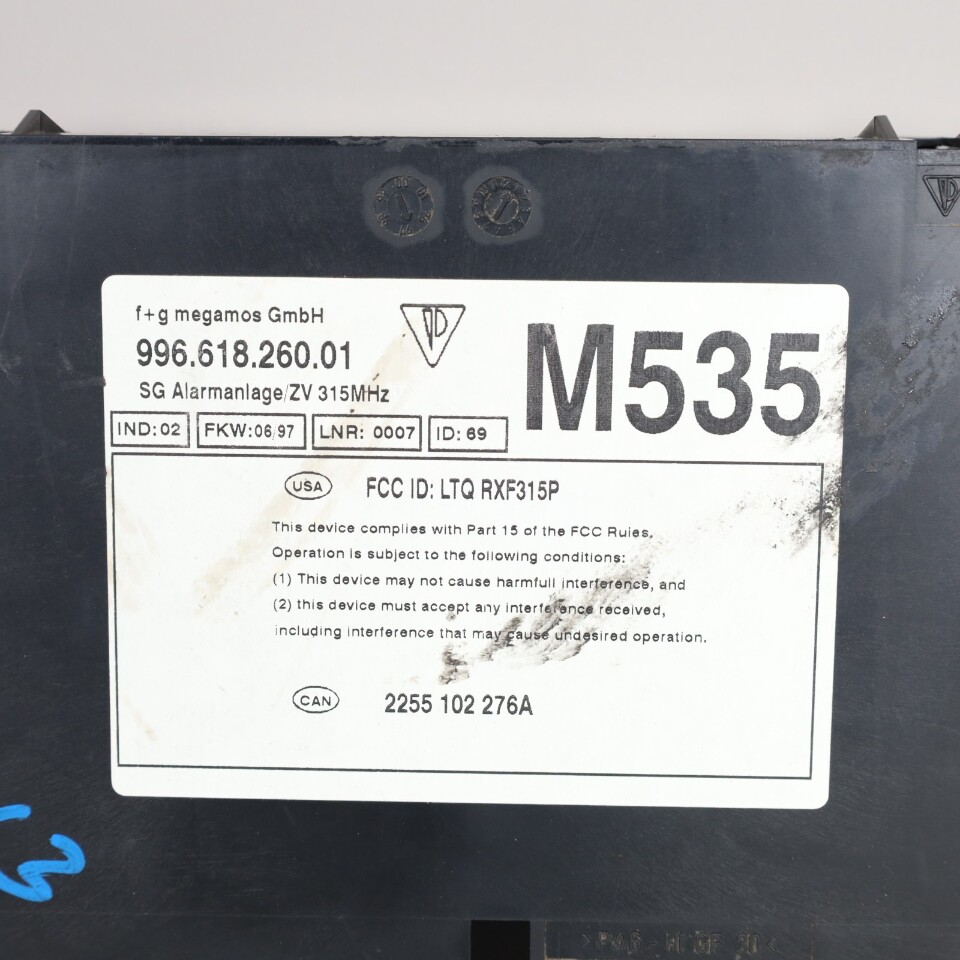 f+g megamos GmbH
996.618.260.01
SG Alarmanlage/ZV 315MHz
M535
IND:02 FKW:06/97 LNR: 0007 ID: 69
USA FCC ID: LTQ RXF315P
This device complies with Part 15 of the FCC Rules.
Operation is subject to the following conditions:
(1) This device may not cause harmfull interference, and
(2) this device must accept any interference received,
including interference that may cause undesired operation.
CAN 2255 102 276A